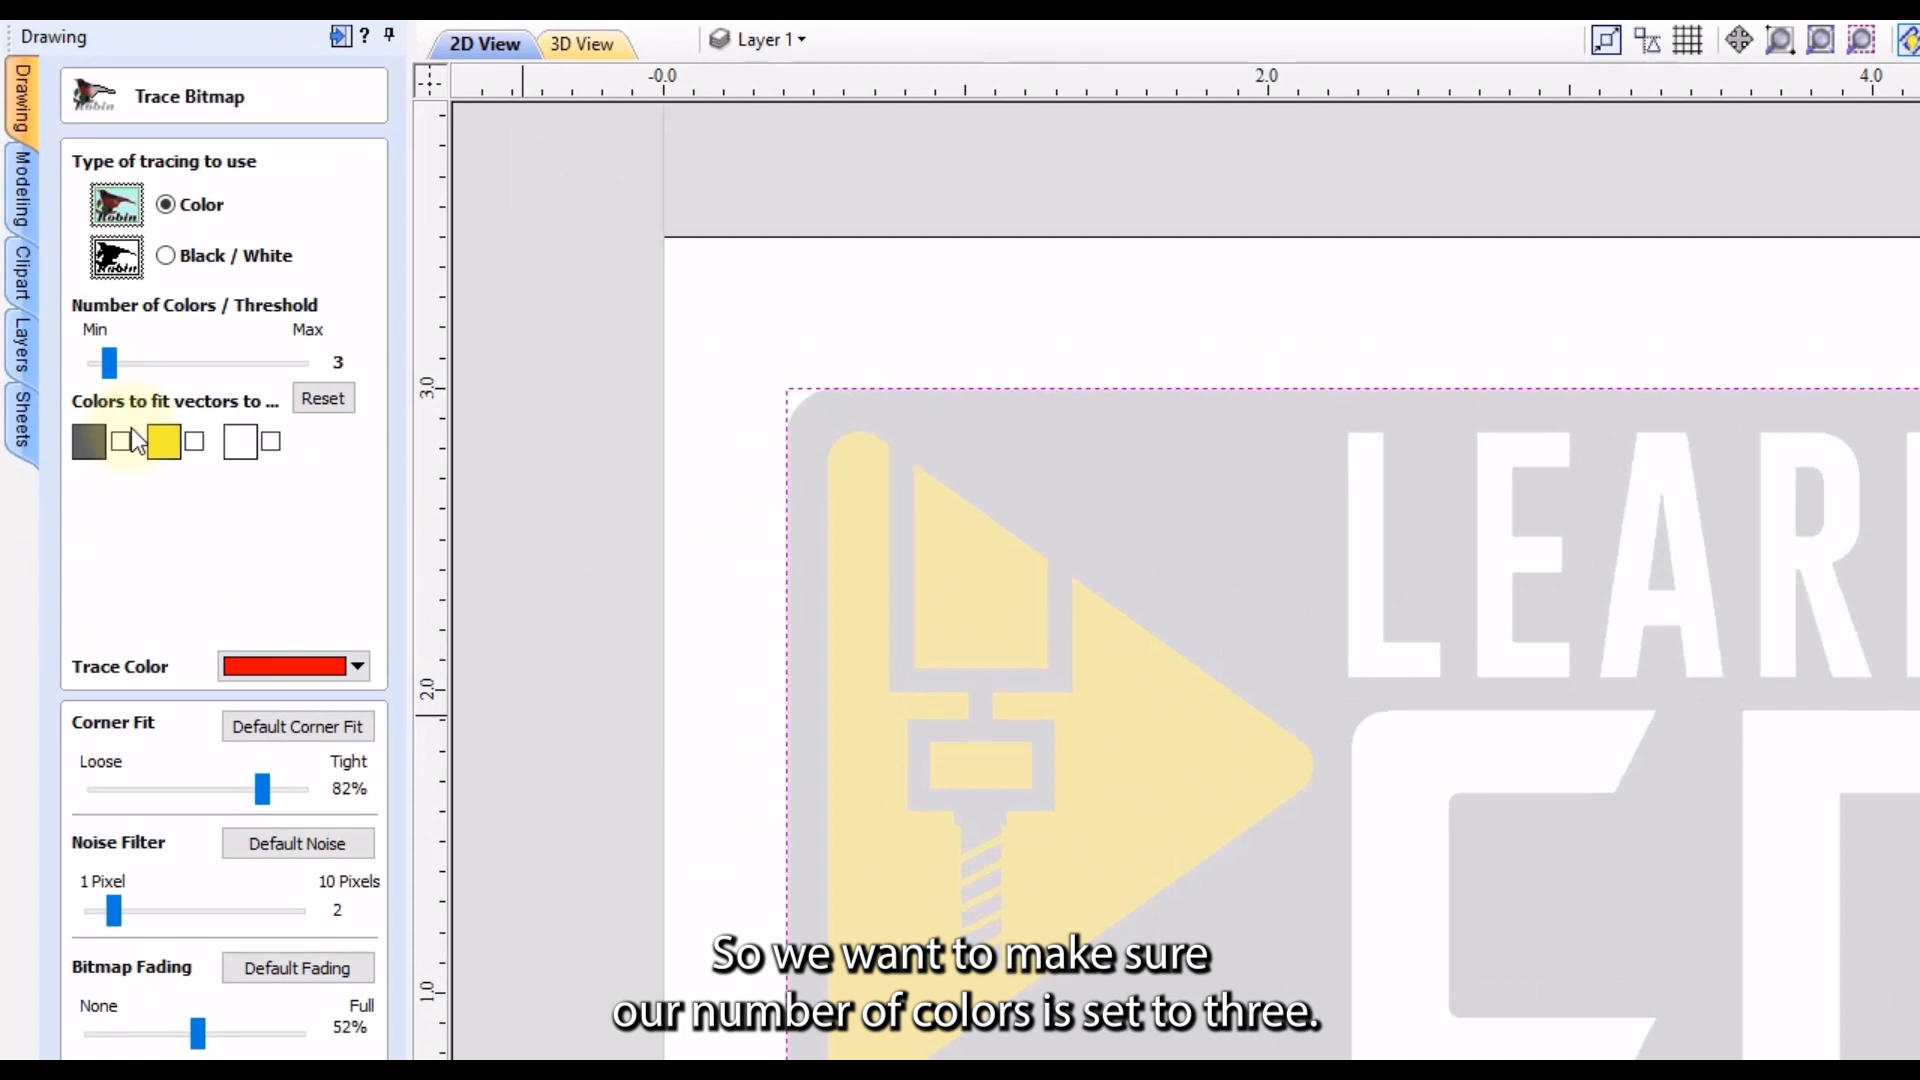 Drawing
?
2D View
3D View
Layer 1
-0.0
2.0
4.0
Drawing
Modeling
Clipart
Layers
Sheets
Trace Bitmap
Type of tracing to use
Color
Black / White
Number of Colors / Threshold
Min
Max
3
Colors to fit vectors to ...
Reset
Trace Color
Corner Fit
Default Corner Fit
Loose
Tight
82%
Noise Filter
Default Noise
1 Pixel
10 Pixels
2
Bitmap Fading
Default Fading
None
Full
52%
3.0
2.0
1.0
LEAR
So we want to make sure
our number of colors is set to three.